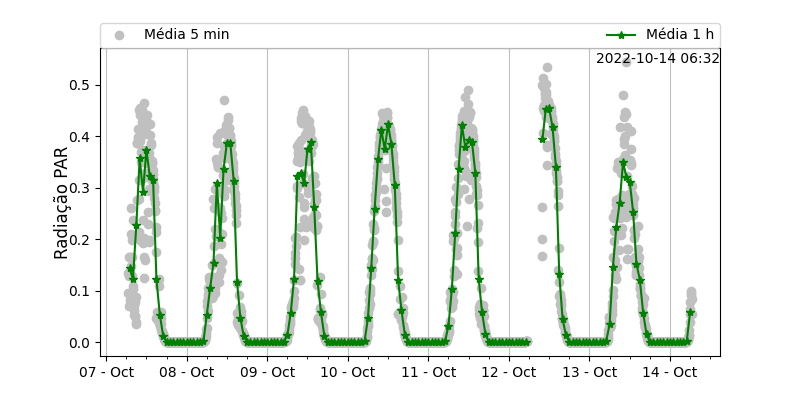 Média 5 min
Média 1 h
2022-10-14 06:32
Radiação PAR
0.5
0.4
0.3
0.2
0.1
0.0
07 - Oct
08 - Oct
09 - Oct
10 - Oct
11 - Oct
12 - Oct
13 - Oct
14 - Oct